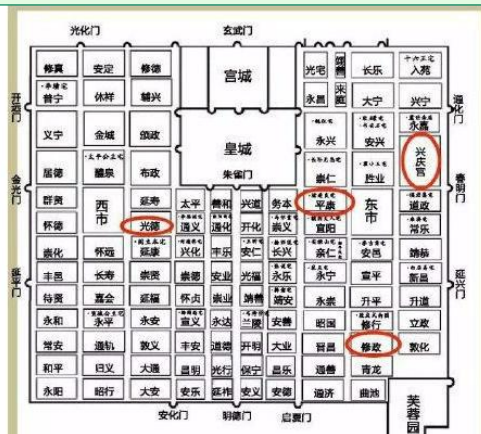 光化门 玄武门
修真 安定 修德 宫城 光宅 翊善 长乐 十六王宅 入苑
普宁 休祥 辅兴 永昌 来庭 大宁 兴宁
开远门 通化门
义宁 金城 颁政 皇城 永兴 安兴 永嘉
太平公主宅
居德 醴泉 布政 朱雀门 崇仁 胜业 兴庆宫
金光门 春明门
群贤 西市 延寿 太平 善和 兴道 务本 平康 东市 道政
怀德 光德 通义 通化 开化 崇义 宣阳 常乐
崇化 怀远 延康 兴化 丰乐 安仁 长兴 亲仁 安邑 靖恭
延平门 延兴门
丰邑 长寿 崇贤 崇德 安业 光福 永乐 永宁 宣平 新昌
待贤 嘉会 延福 怀贞 崇业 靖善 靖安 永崇 升平 升道
永和 永平 永安 宣义 永达 兰陵 安善 昭国 修行 立政
常安 通轨 敦义 丰安 道德 开明 大业 晋昌 修政 敦化
和平 归义 大通 昌明 光行 保宁 昌乐 通善 青龙
永阳 昭行 大安 安乐 延祚 安义 安德 通济 曲池 芙蓉园
安化门 明德门 启夏门